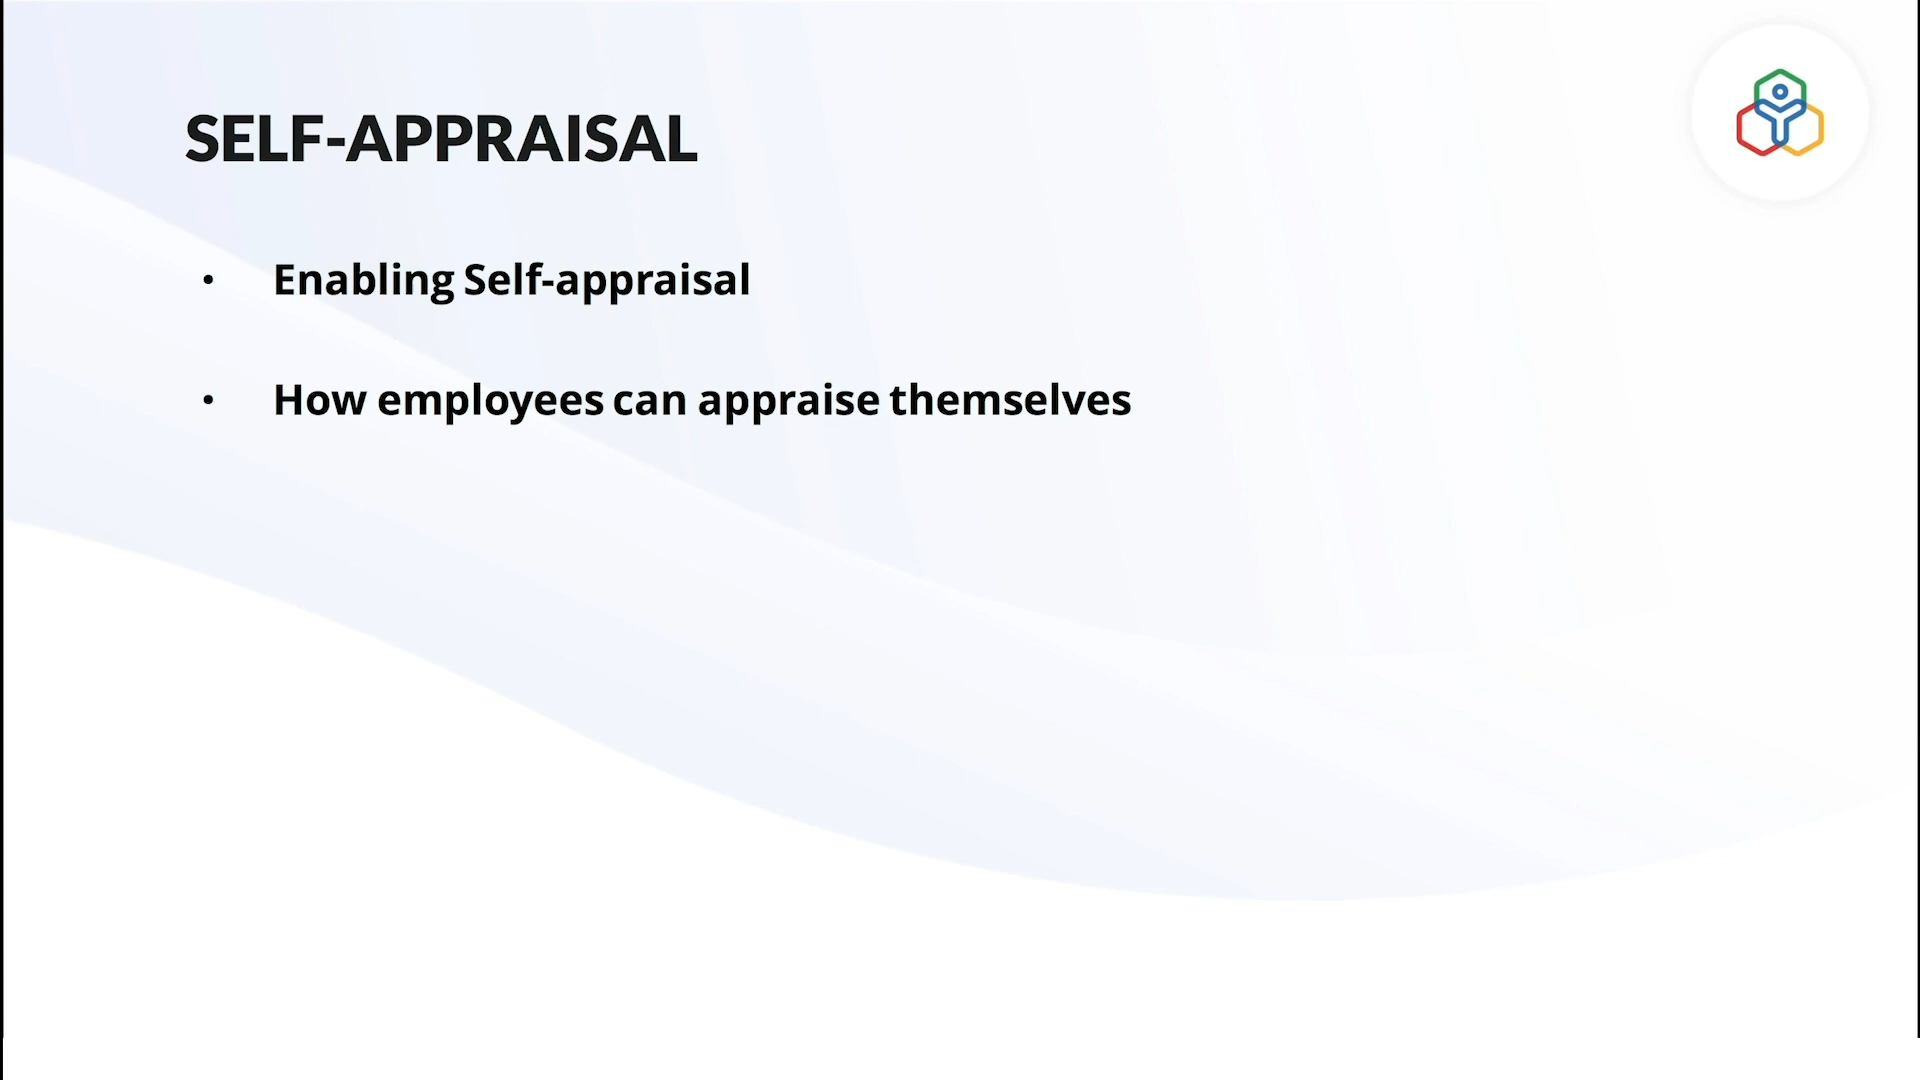 SELF-APPRAISAL
• Enabling Self-appraisal
• How employees can appraise themselves